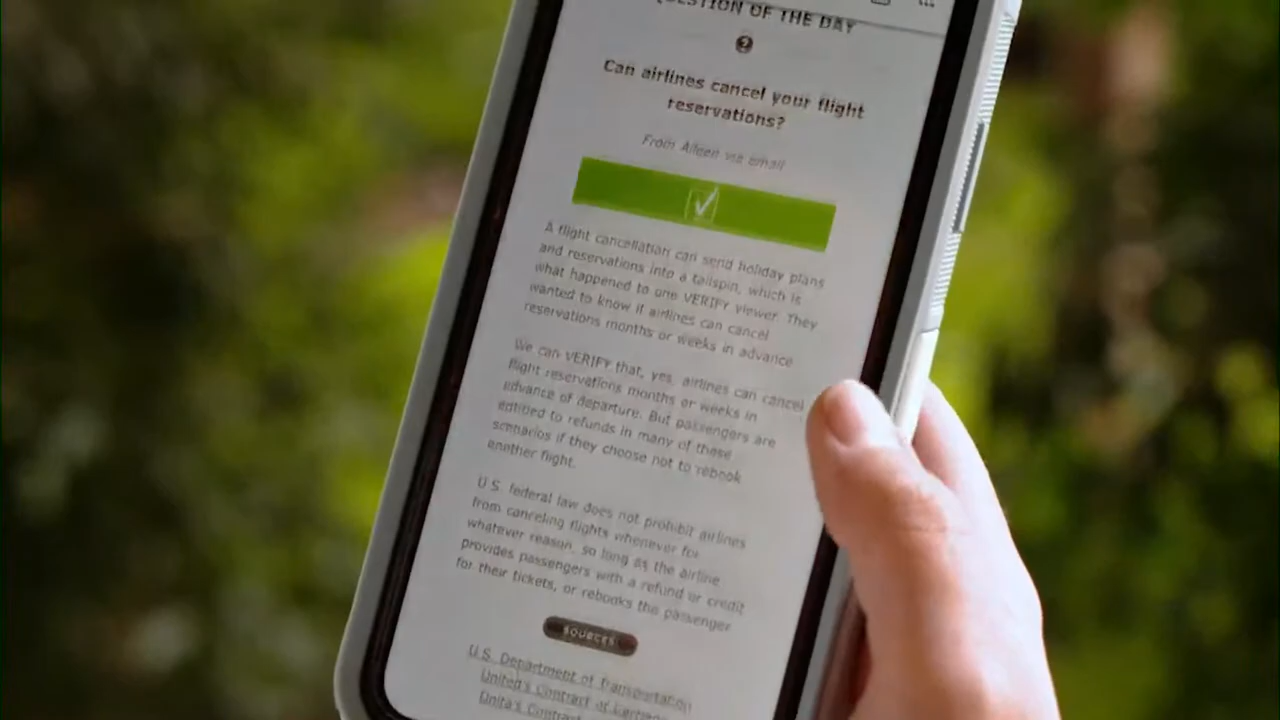 QUESTION OF THE DAY
?
Can airlines cancel your flight
reservations?
From Aileen via email
A flight cancellation can send holiday plans
and reservations into a tailspin, which is
what happened to one VERIFY viewer. They
wanted to know if airlines can cancel
reservations months or weeks in advance
We can VERIFY that, yes, airlines can cancel
flight reservations months or weeks in
advance of departure. But passengers are
entitled to refunds in many of these
scenarios if they choose not to rebook
another flight.
U.S. federal law does not prohibit airlines
from canceling flights whenever for
whatever reason, so long as the airline
provides passengers with a refund or credit
for their tickets, or rebooks the passenger
SOURCES
U.S. Department of Transportation
United's Contract of Carriage
Contract